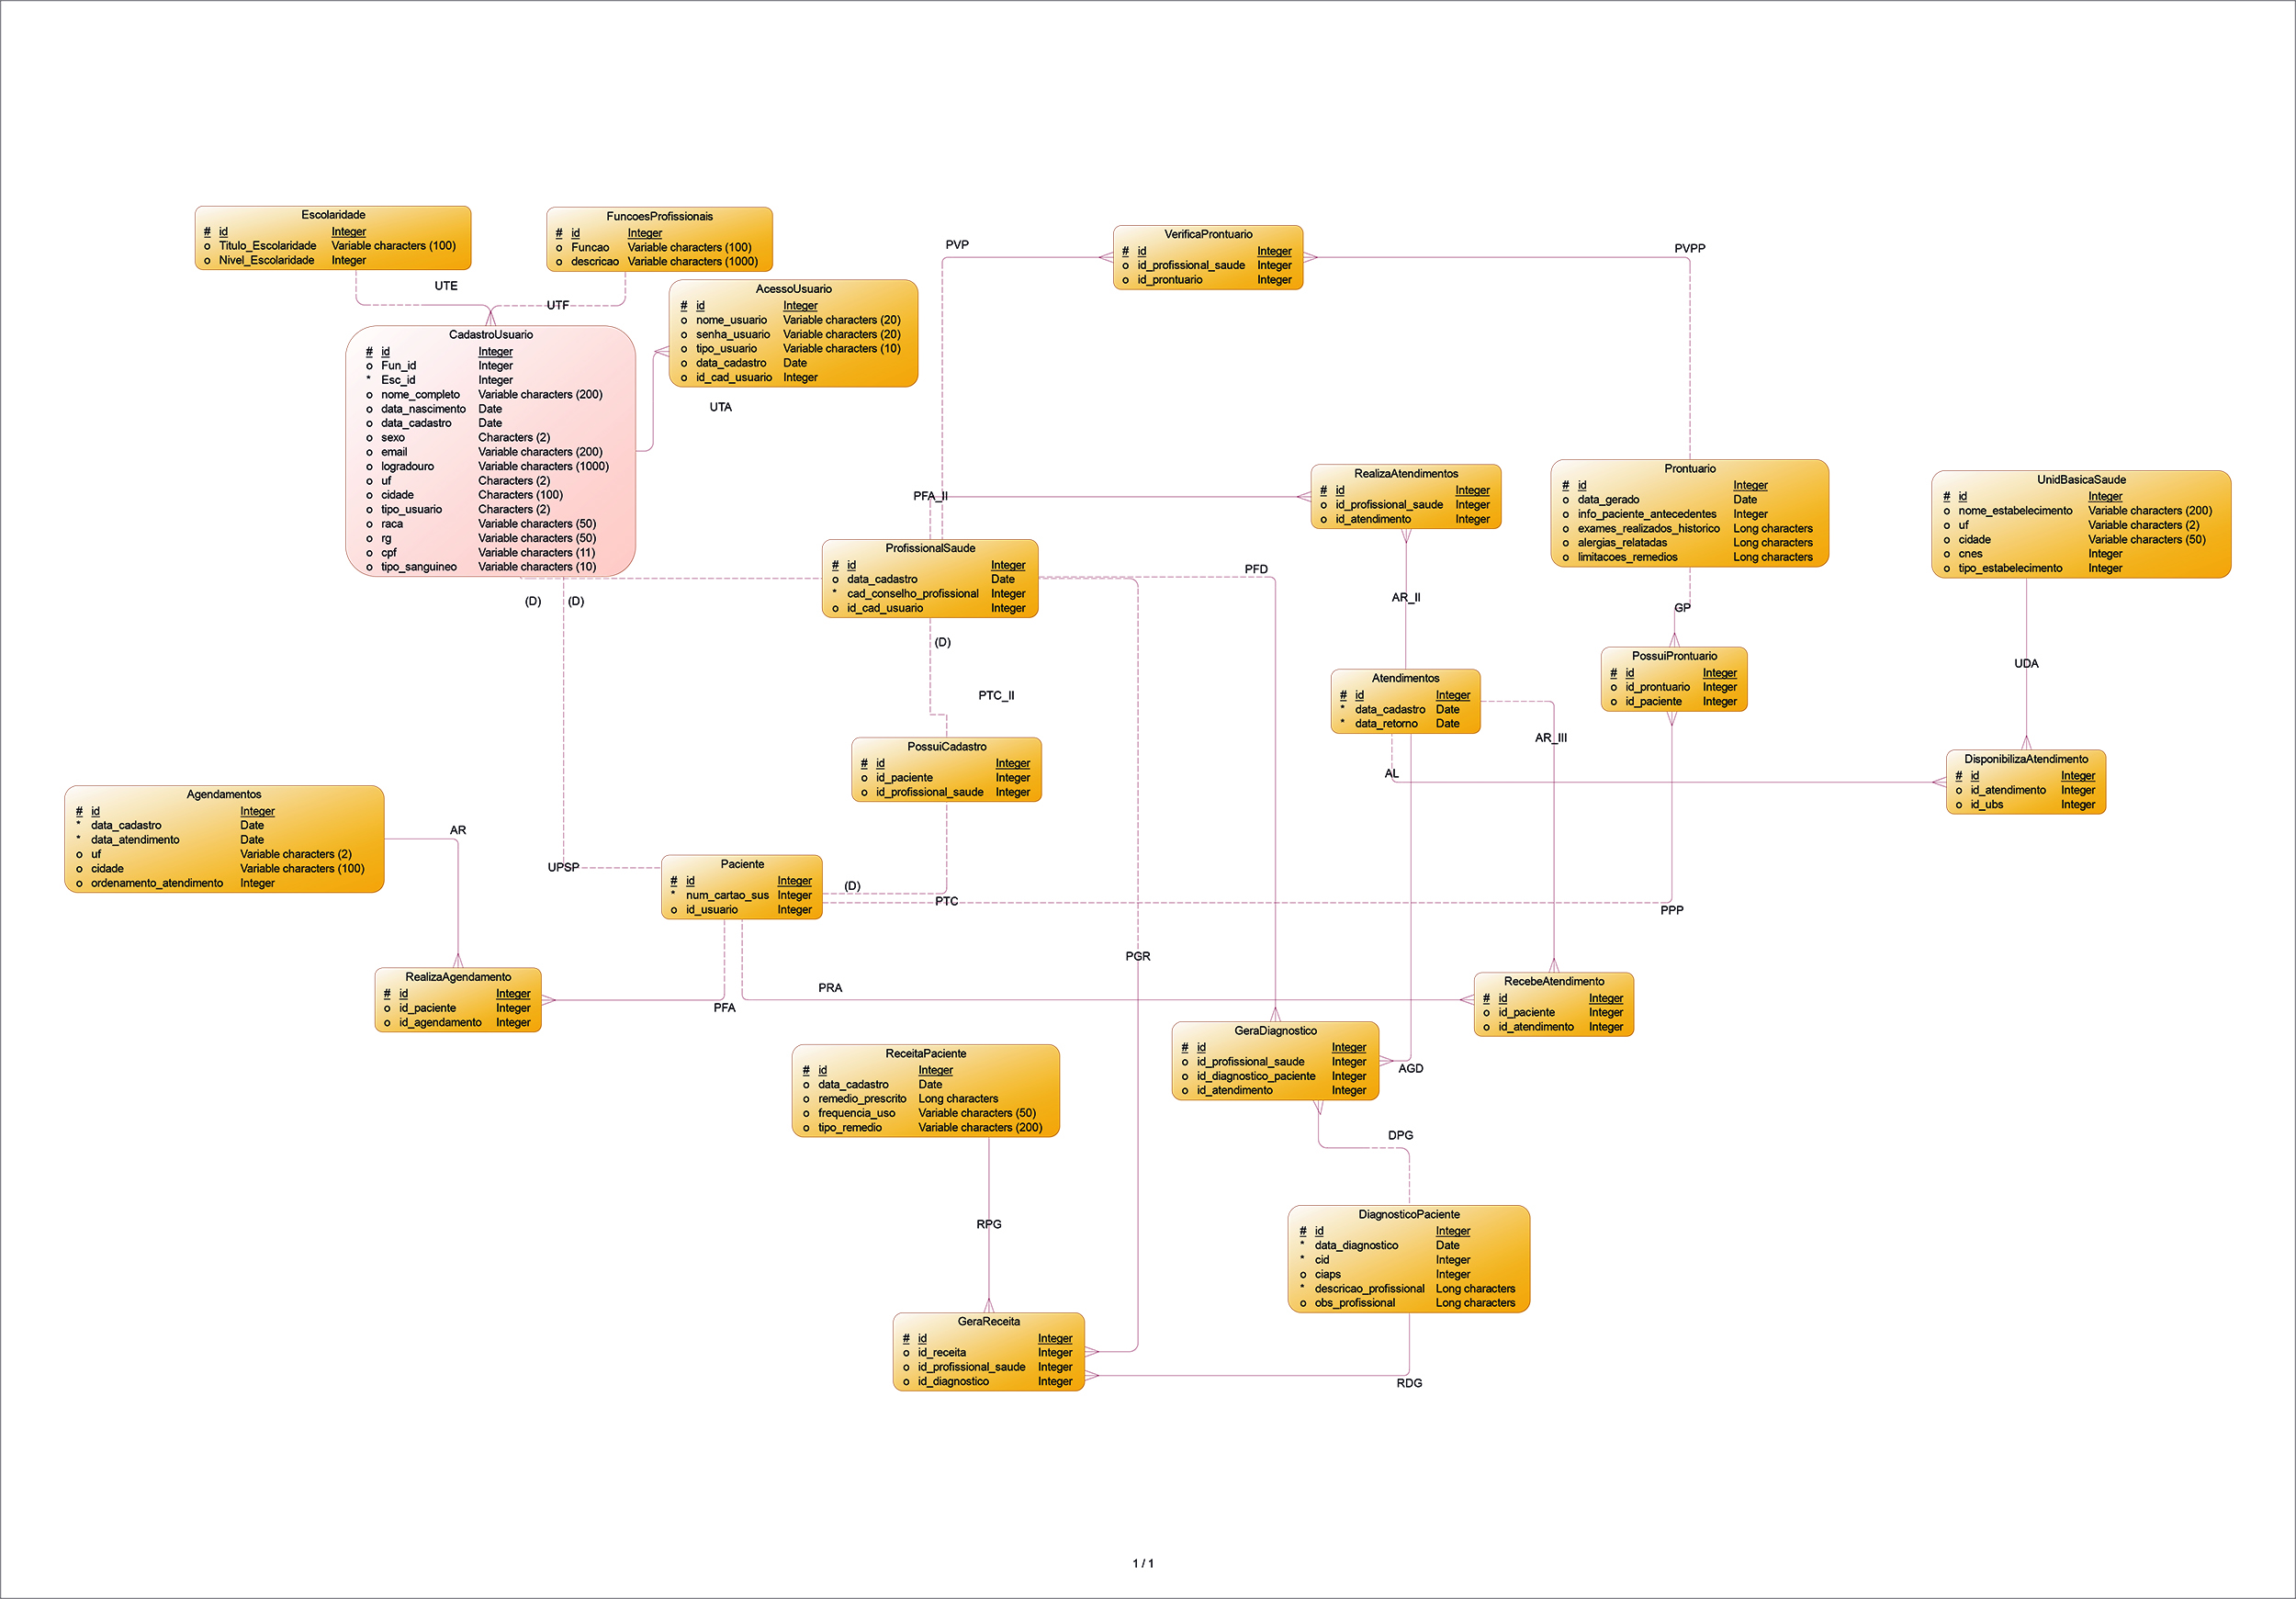 Escolaridade
# id Integer
o Titulo_Escolaridade Variable characters (100)
o Nivel_Escolaridade Integer
FuncoesProfissionais
# id Integer
o Funcao Variable characters (100)
o descricao Variable characters (1000)
UTE
UTF
AcessoUsuario
# id Integer
o nome_usuario Variable characters (20)
o senha_usuario Variable characters (20)
o tipo_usuario Variable characters (10)
o data_cadastro Date
o id_cad_usuario Integer
UTA
CadastroUsuario
# id Integer
o Fun_id Integer
* Esc_id Integer
o nome_completo Variable characters (200)
o data_nascimento Date
o data_cadastro Date
o sexo Characters (2)
o email Variable characters (200)
o logradouro Variable characters (1000)
o uf Characters (2)
o cidade Characters (100)
o tipo_usuario Characters (2)
o raca Variable characters (50)
o rg Variable characters (50)
o cpf Variable characters (11)
o tipo_sanguineo Variable characters (10)
(D)
(D)
PVP
VerificaProntuario
# id Integer
o id_profissional_saude Integer
o id_prontuario Integer
PVPP
PFA_II
RealizaAtendimentos
# id Integer
o id_profissional_saude Integer
o id_atendimento Integer
Prontuario
# id Integer
o data_gerado Date
o info_paciente_antecedentes Integer
o exames_realizados_historico Long characters
o alergias_relatadas Long characters
o limitacoes_remedios Long characters
UnidBasicaSaude
# id Integer
o nome_estabelecimento Variable characters (200)
o uf Variable characters (2)
o cidade Variable characters (50)
o cnes Integer
o tipo_estabelecimento Integer
ProfissionalSaude
# id Integer
o data_cadastro Date
* cad_conselho_profissional Integer
o id_cad_usuario Integer
PFD
AR_II
GP
(D)
PTC_II
PossuiProntuario
# id Integer
o id_prontuario Integer
o id_paciente Integer
UDA
Atendimentos
# id Integer
* data_cadastro Date
* data_retorno Date
AR_III
AL
DisponibilizaAtendimento
# id Integer
o id_atendimento Integer
o id_ubs Integer
PossuiCadastro
# id Integer
o id_paciente Integer
o id_profissional_saude Integer
Agendamentos
# id Integer
* data_cadastro Date
* data_atendimento Date
o uf Variable characters (2)
o cidade Variable characters (100)
o ordenamento_atendimento Integer
AR
UPSP
Paciente
# id Integer
* num_cartao_sus Integer
o id_usuario Integer
(D)
PTC
PPP
RealizaAgendamento
# id Integer
o id_paciente Integer
o id_agendamento Integer
PFA
PRA
PGR
RecebeAtendimento
# id Integer
o id_paciente Integer
o id_atendimento Integer
GeraDiagnostico
# id Integer
o id_profissional_saude Integer
o id_diagnostico_paciente Integer
o id_atendimento Integer
AGD
ReceitaPaciente
# id Integer
o data_cadastro Date
o remedio_prescrito Long characters
o frequencia_uso Variable characters (50)
o tipo_remedio Variable characters (200)
DPG
RPG
DiagnosticoPaciente
# id Integer
* data_diagnostico Date
* cid Integer
o ciaps Integer
* descricao_profissional Long characters
o obs_profissional Long characters
GeraReceita
# id Integer
o id_receita Integer
o id_profissional_saude Integer
o id_diagnostico Integer
RDG
1 / 1